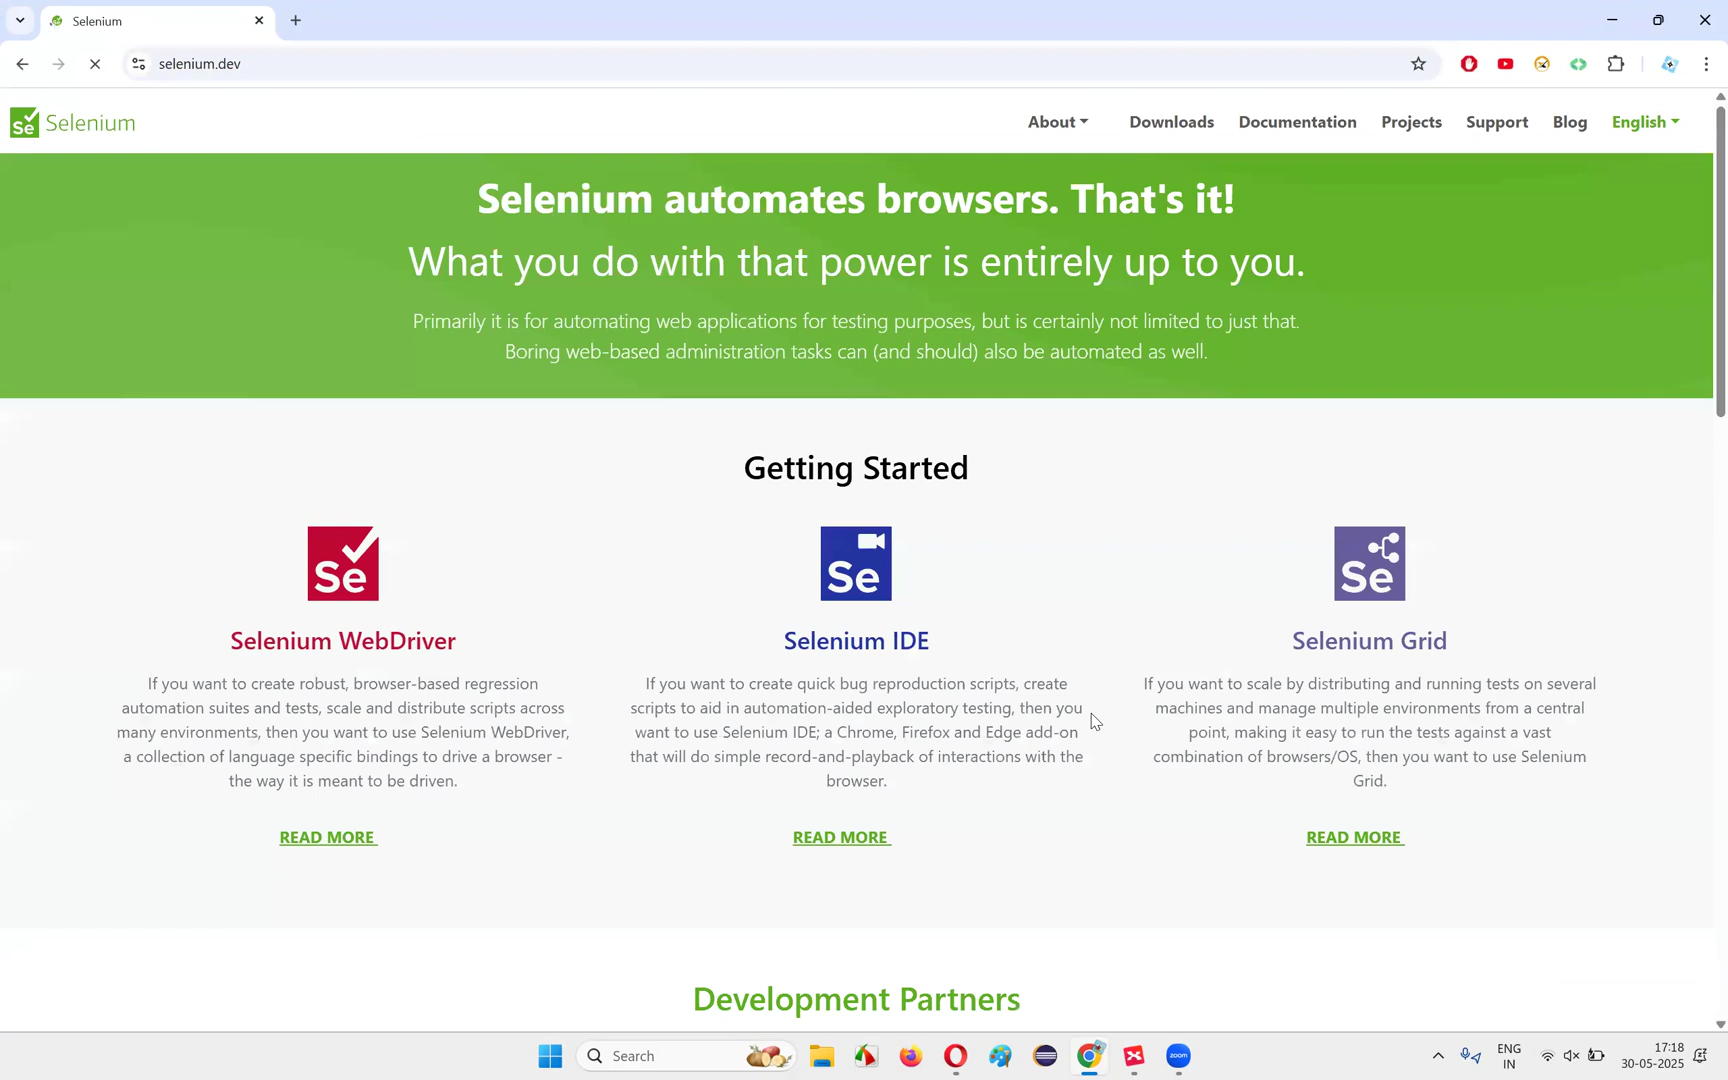 Selenium
selenium.dev
Se Selenium
About
Downloads
Documentation
Projects
Support
Blog
English
Selenium automates browsers. That's it!
What you do with that power is entirely up to you.
Primarily it is for automating web applications for testing purposes, but is certainly not limited to just that.
Boring web-based administration tasks can (and should) also be automated as well.
Getting Started
Se
Selenium WebDriver
If you want to create robust, browser-based regression
automation suites and tests, scale and distribute scripts across
many environments, then you want to use Selenium WebDriver,
a collection of language specific bindings to drive a browser -
the way it is meant to be driven.
READ MORE
Se
Selenium IDE
If you want to create quick bug reproduction scripts, create
scripts to aid in automation-aided exploratory testing, then you
want to use Selenium IDE; a Chrome, Firefox and Edge add-on
that will do simple record-and-playback of interactions with the
browser.
READ MORE
Se
Selenium Grid
If you want to scale by distributing and running tests on several
machines and manage multiple environments from a central
point, making it easy to run the tests against a vast
combination of browsers/OS, then you want to use Selenium
Grid.
READ MORE
Development Partners
Search
zoom
ENG
IN
17:18
30-05-2025